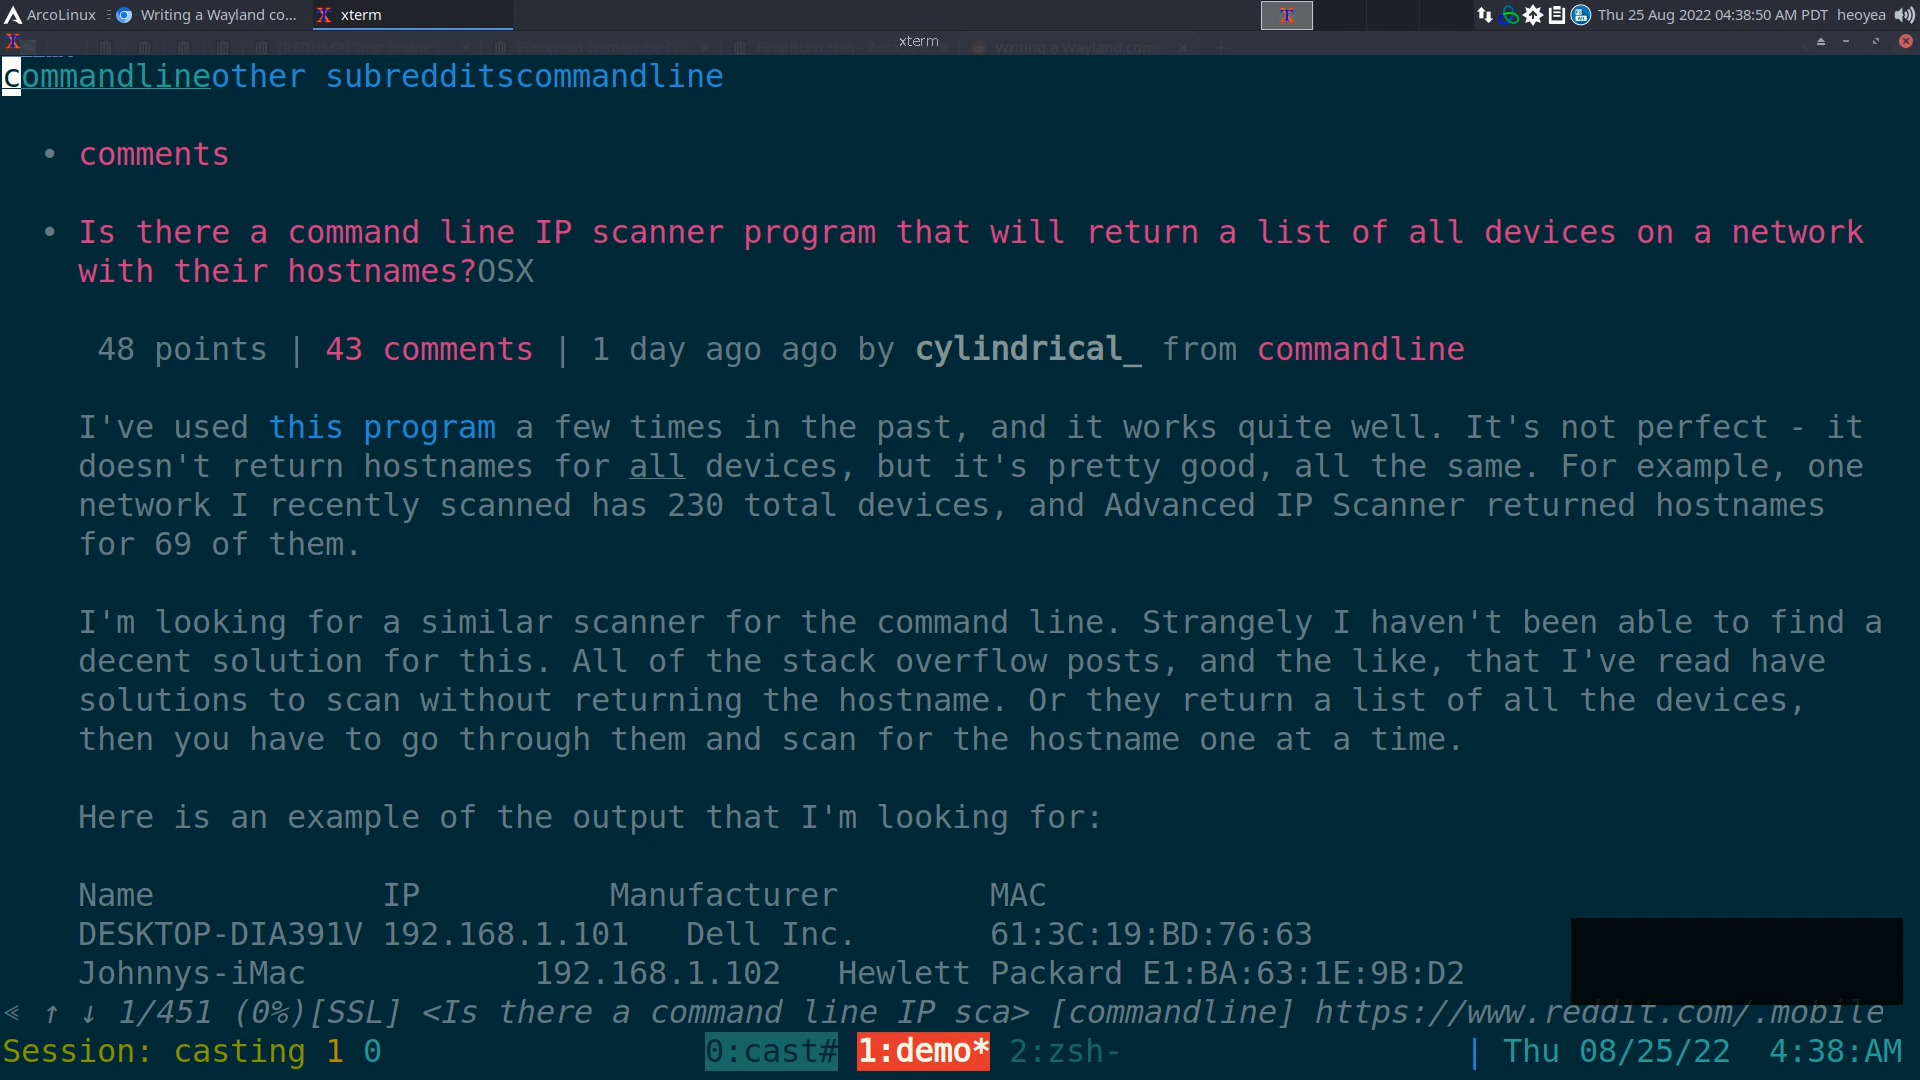 ArcoLinux Writing a Wayland co... xterm Thu 25 Aug 2022 04:38:50 AM PDT heoyea
xterm
commandlineother subredditscommandline
• comments
• Is there a command line IP scanner program that will return a list of all devices on a network
with their hostnames?OSX
48 points | 43 comments | 1 day ago ago by cylindrical_ from commandline
I've used this program a few times in the past, and it works quite well. It's not perfect - it
doesn't return hostnames for all devices, but it's pretty good, all the same. For example, one
network I recently scanned has 230 total devices, and Advanced IP Scanner returned hostnames
for 69 of them.
I'm looking for a similar scanner for the command line. Strangely I haven't been able to find a
decent solution for this. All of the stack overflow posts, and the like, that I've read have
solutions to scan without returning the hostname. Or they return a list of all the devices,
then you have to go through them and scan for the hostname one at a time.
Here is an example of the output that I'm looking for:
Name IP Manufacturer MAC
DESKTOP-DIA391V 192.168.1.101 Dell Inc. 61:3C:19:BD:76:63
Johnnys-iMac 192.168.1.102 Hewlett Packard E1:BA:63:1E:9B:D2
≪ ↑ ↓ 1/451 (0%)[SSL] <Is there a command line IP sca> [commandline] https://www.reddit.com/.mobile
Session: casting 1 0 0:cast# 1:demo* 2:zsh- | Thu 08/25/22 4:38:AM